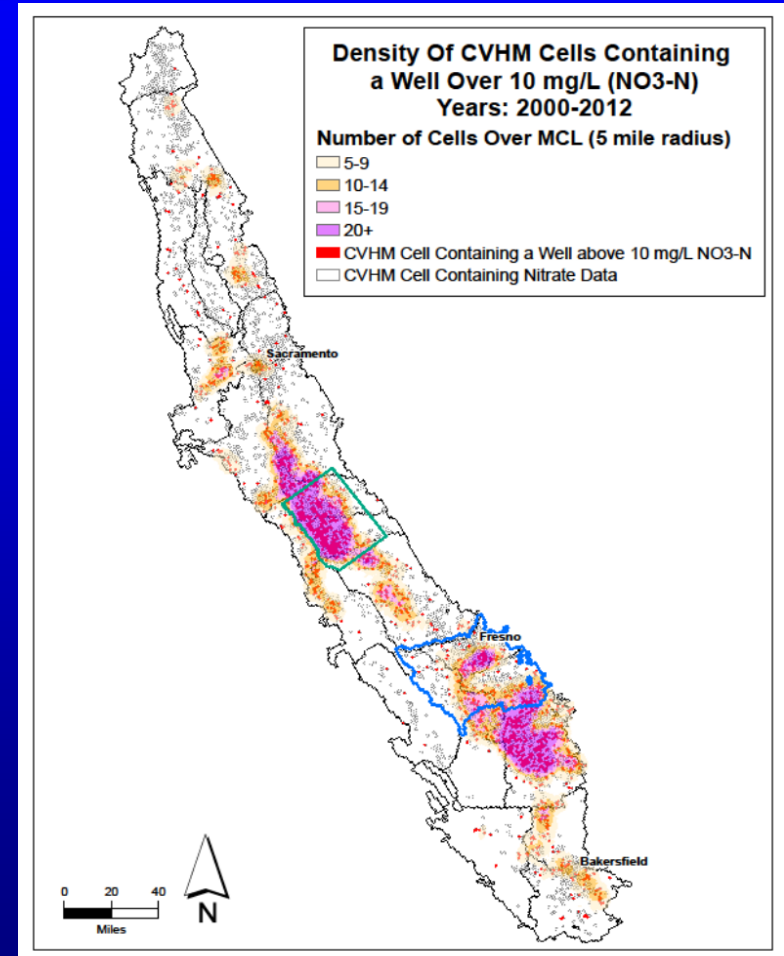 Density Of CVHM Cells Containing
a Well Over 10 mg/L (NO3-N)
Years: 2000-2012
Number of Cells Over MCL (5 mile radius)
5-9
10-14
15-19
20+
CVHM Cell Containing a Well above 10 mg/L NO3-N
CVHM Cell Containing Nitrate Data
Sacramento
Fresno
Bakersfield
0 20 40
Miles
N